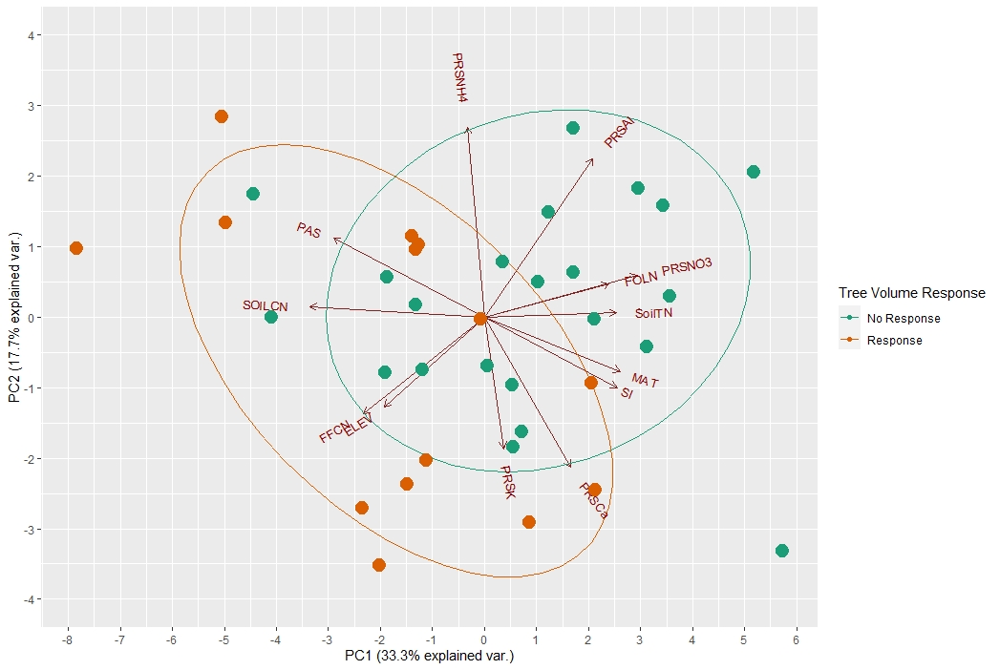 4
3
2
1
0
-1
-2
-3
-4
PC2 (17.7% explained var.)
PRSNH4
PRSAl
PAS
FOLN PRSNO3
SOILCN
SoilTN
MAT
SI
FFCN
ELEV
PRSK
PRSCa
-8 -7 -6 -5 -4 -3 -2 -1 0 1 2 3 4 5 6
PC1 (33.3% explained var.)
Tree Volume Response
No Response
Response